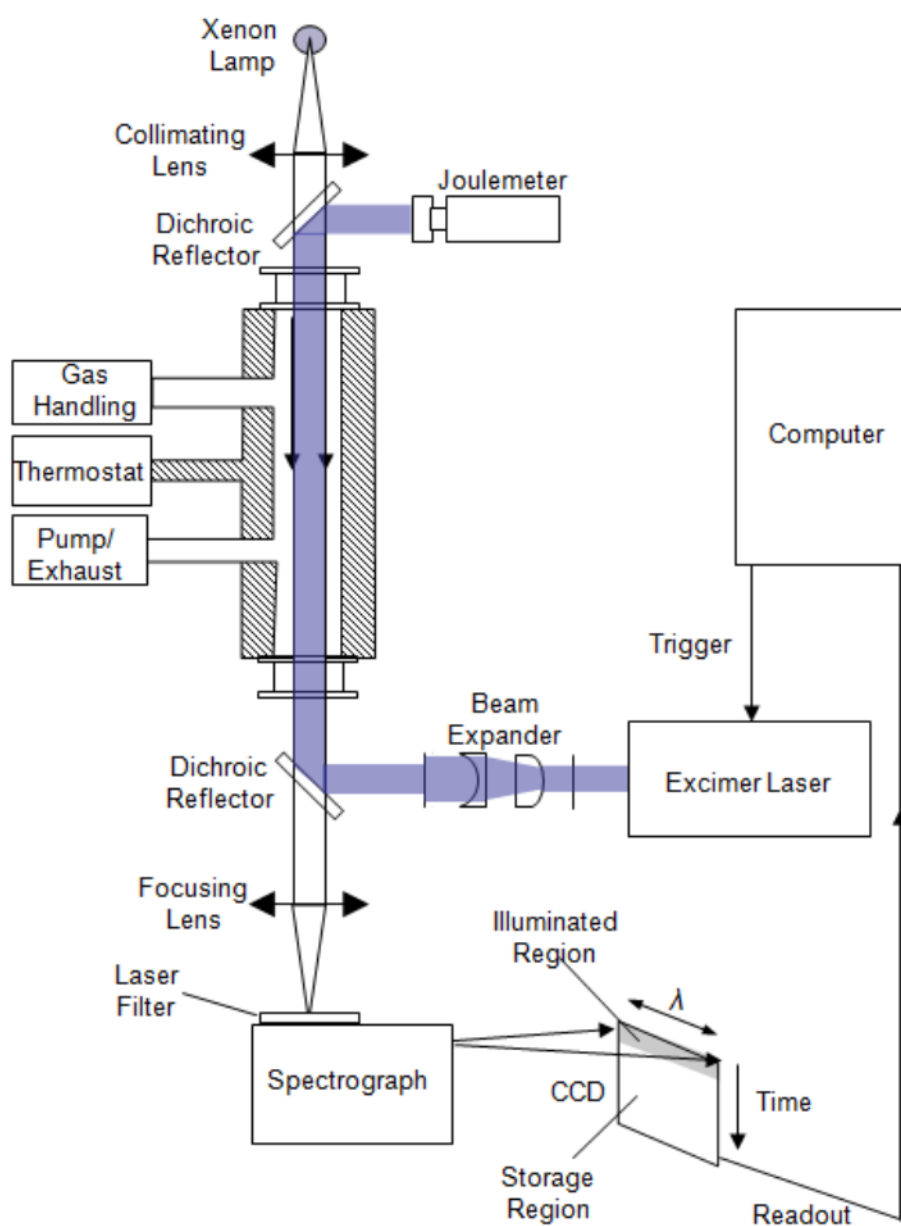 Xenon
Lamp
Collimating
Lens
Joulemeter
Dichroic
Reflector
Gas
Handling
Thermostat
Pump/
Exhaust
Computer
Trigger
Beam
Expander
Dichroic
Reflector
Excimer Laser
Focusing
Lens
Illuminated
Region
Laser
Filter
λ
Spectrograph
CCD
Time
Storage
Region
Readout